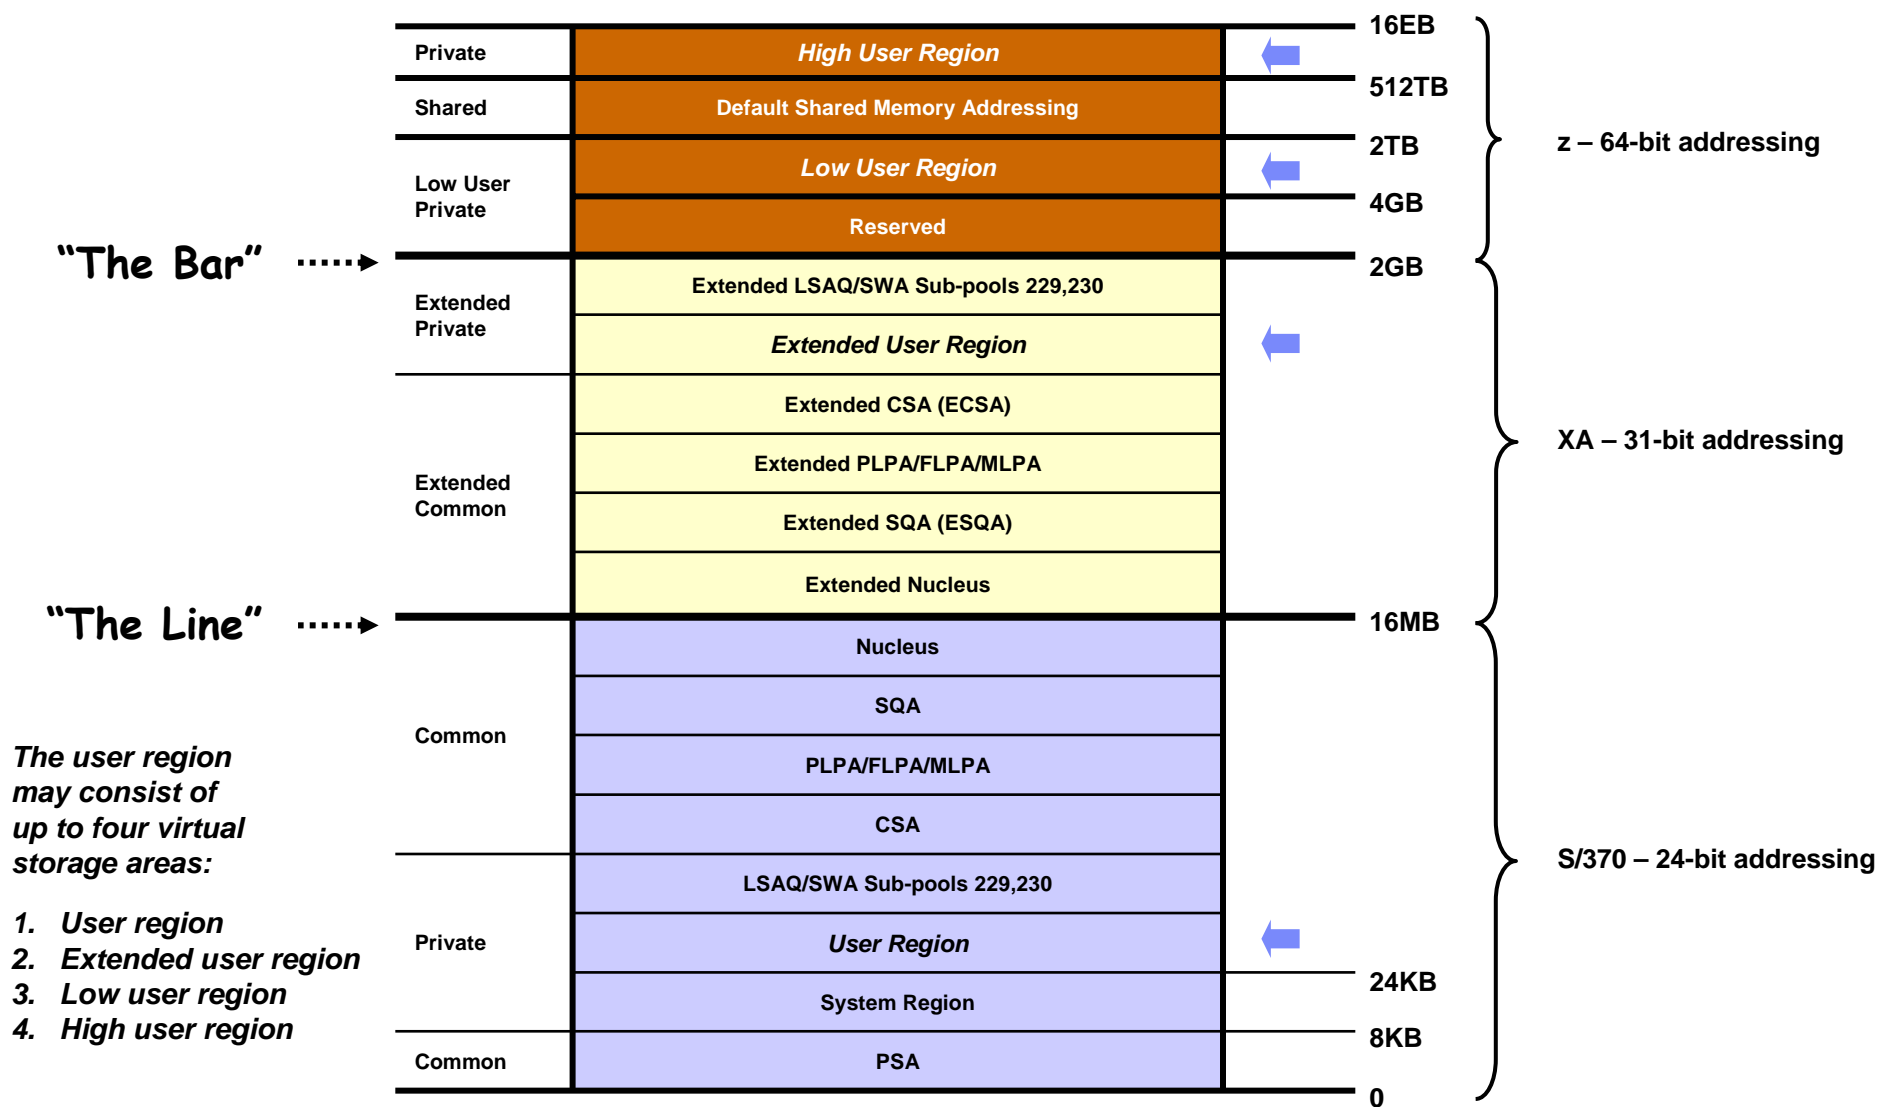 16EB
Private
High User Region
512TB
Shared
Default Shared Memory Addressing
2TB
z – 64-bit addressing
Low User
Private
Low User Region
4GB
Reserved
“The Bar”
2GB
Extended
Private
Extended LSAQ/SWA Sub-pools 229,230
Extended User Region
Extended CSA (ECSA)
XA – 31-bit addressing
Extended PLPA/FLPA/MLPA
Extended
Common
Extended SQA (ESQA)
Extended Nucleus
“The Line”
16MB
Nucleus
SQA
Common
PLPA/FLPA/MLPA
CSA
S/370 – 24-bit addressing
LSAQ/SWA Sub-pools 229,230
Private
User Region
24KB
System Region
8KB
Common
PSA
0
The user region
may consist of
up to four virtual
storage areas:
1. User region
2. Extended user region
3. Low user region
4. High user region